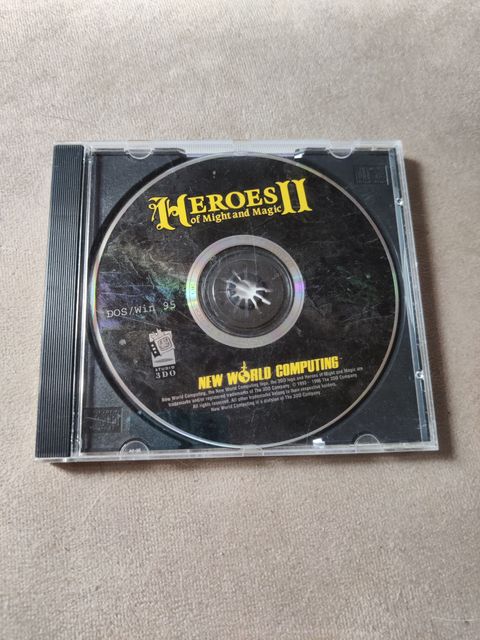 HEROES II
of Might and Magic
DOS/Win 95
STUDIO
3DO
NEW WORLD COMPUTING™
New World Computing, the New World Computing logo, the 3DO logo and Heroes of Might and Magic are
trademarks and/or registered trademarks of The 3DO Company. © 1993 - 1996 The 3DO Company
All rights reserved. All other trademarks belong to their respective holders.
New World Computing is a division of The 3DO Company.